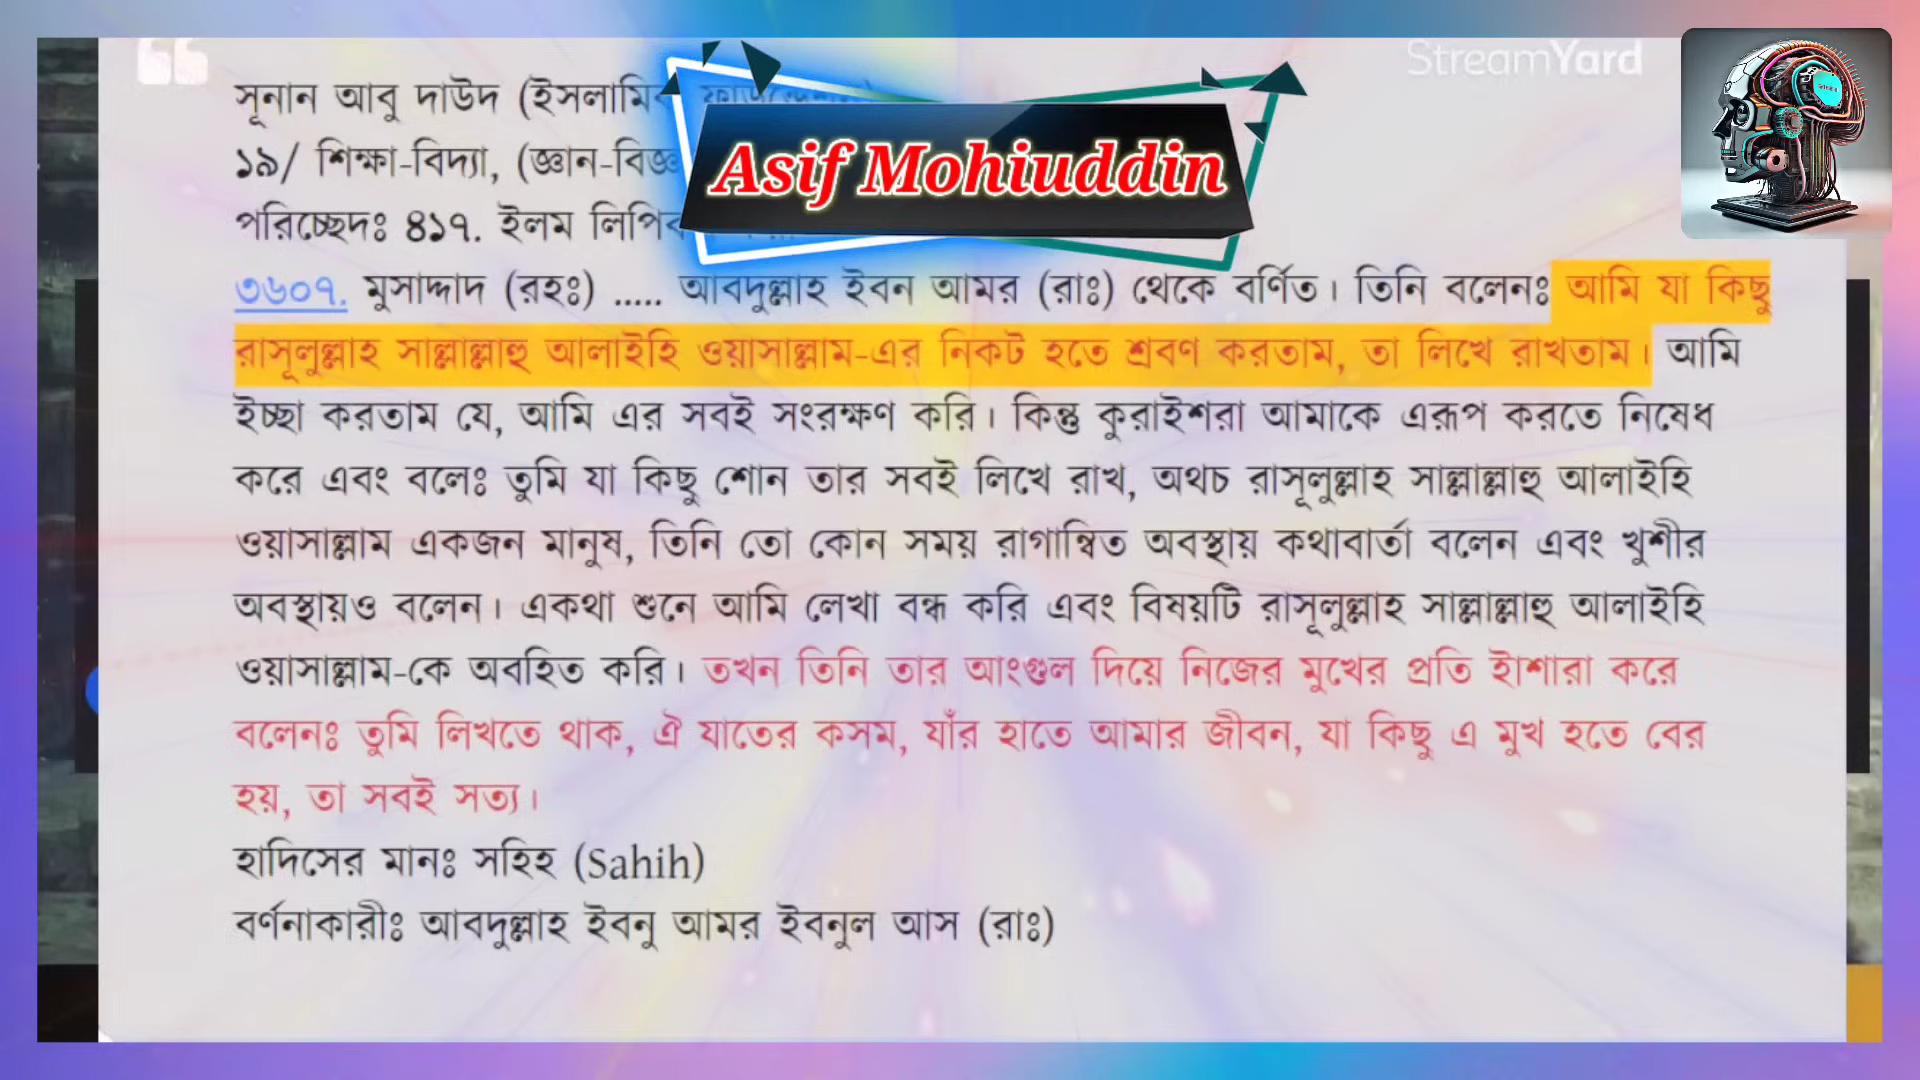 StreamYard
সূনান আবু দাউদ (ইসলামিক
Asif Mohiuddin
১৯/ শিক্ষা-বিদ্যা, (জ্ঞান-বিজ্ঞ
পরিচ্ছেদঃ ৪১৭. ইলম
৩৬০৭. মুসাদ্দাদ (রহঃ) ..... আবদুল্লাহ ইবন আমর (রাঃ) থেকে বর্ণিত। তিনি বলেনঃ আমি যা কিছু
রাসূলুল্লাহ সাল্লাল্লাহু আলাইহি ওয়াসাল্লাম-এর নিকট হতে শ্রবণ করতাম, তা লিখে রাখতাম। আমি
ইচ্ছা করতাম যে, আমি এর সবই সংরক্ষণ করি। কিন্তু কুরাইশরা আমাকে এরূপ করতে নিষেধ
করে এবং বলেঃ তুমি যা কিছু শোন তার সবই লিখে রাখ, অথচ রাসূলুল্লাহ সাল্লাল্লাহু আলাইহি
ওয়াসাল্লাম একজন মানুষ, তিনি তো কোন সময় রাগান্বিত অবস্থায় কথাবার্তা বলেন এবং খুশীর
অবস্থায়ও বলেন। একথা শুনে আমি লেখা বন্ধ করি এবং বিষয়টি রাসূলুল্লাহ সাল্লাল্লাহু আলাইহি
ওয়াসাল্লাম-কে অবহিত করি। তখন তিনি তার আংগুল দিয়ে নিজের মুখের প্রতি ইাশারা করে
বলেনঃ তুমি লিখতে থাক, ঐ যাতের কসম, যাঁর হাতে আমার জীবন, যা কিছু এ মুখ হতে বের
হয়, তা সবই সত্য।
হাদিসের মানঃ সহিহ (Sahih)
বর্ণনাকারীঃ আবদুল্লাহ ইবনু আমর ইবনুল আস (রাঃ)